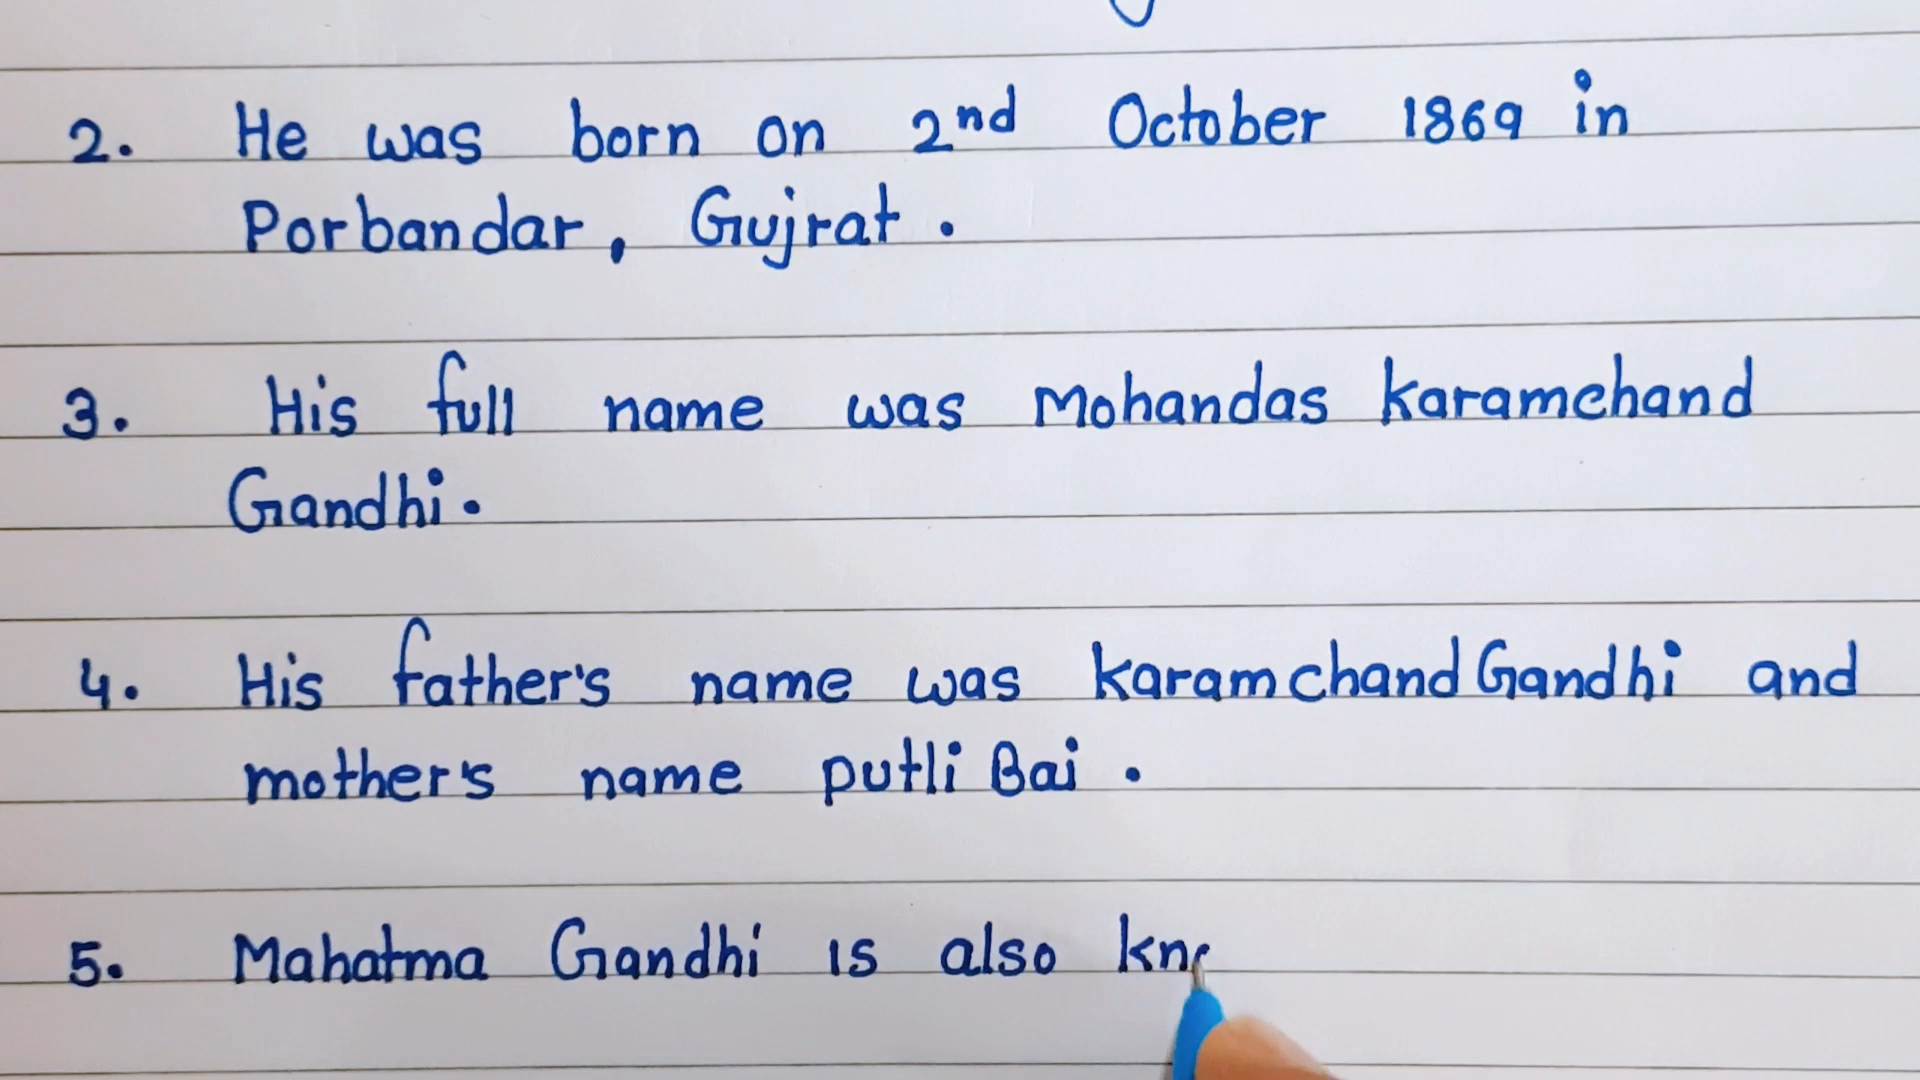 2. He was born on 2nd October 1869 in
Porbandar, Gujrat.
3. His full name was Mohandas karamchand
Gandhi.
4. His father's name was karamchand Gandhi and
mother's name putli Bai.
5. Mahatma Gandhi is also kno